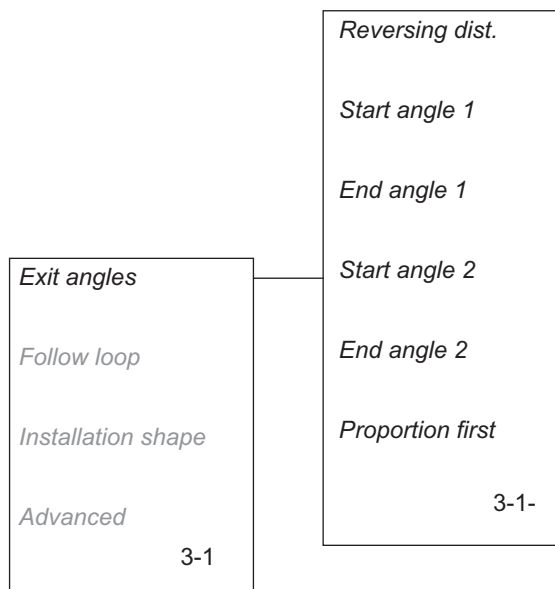 Reversing dist.
Start angle 1
End angle 1
Start angle 2
End angle 2
Proportion first
3-1-
Exit angles
Follow loop
Installation shape
Advanced
3-1